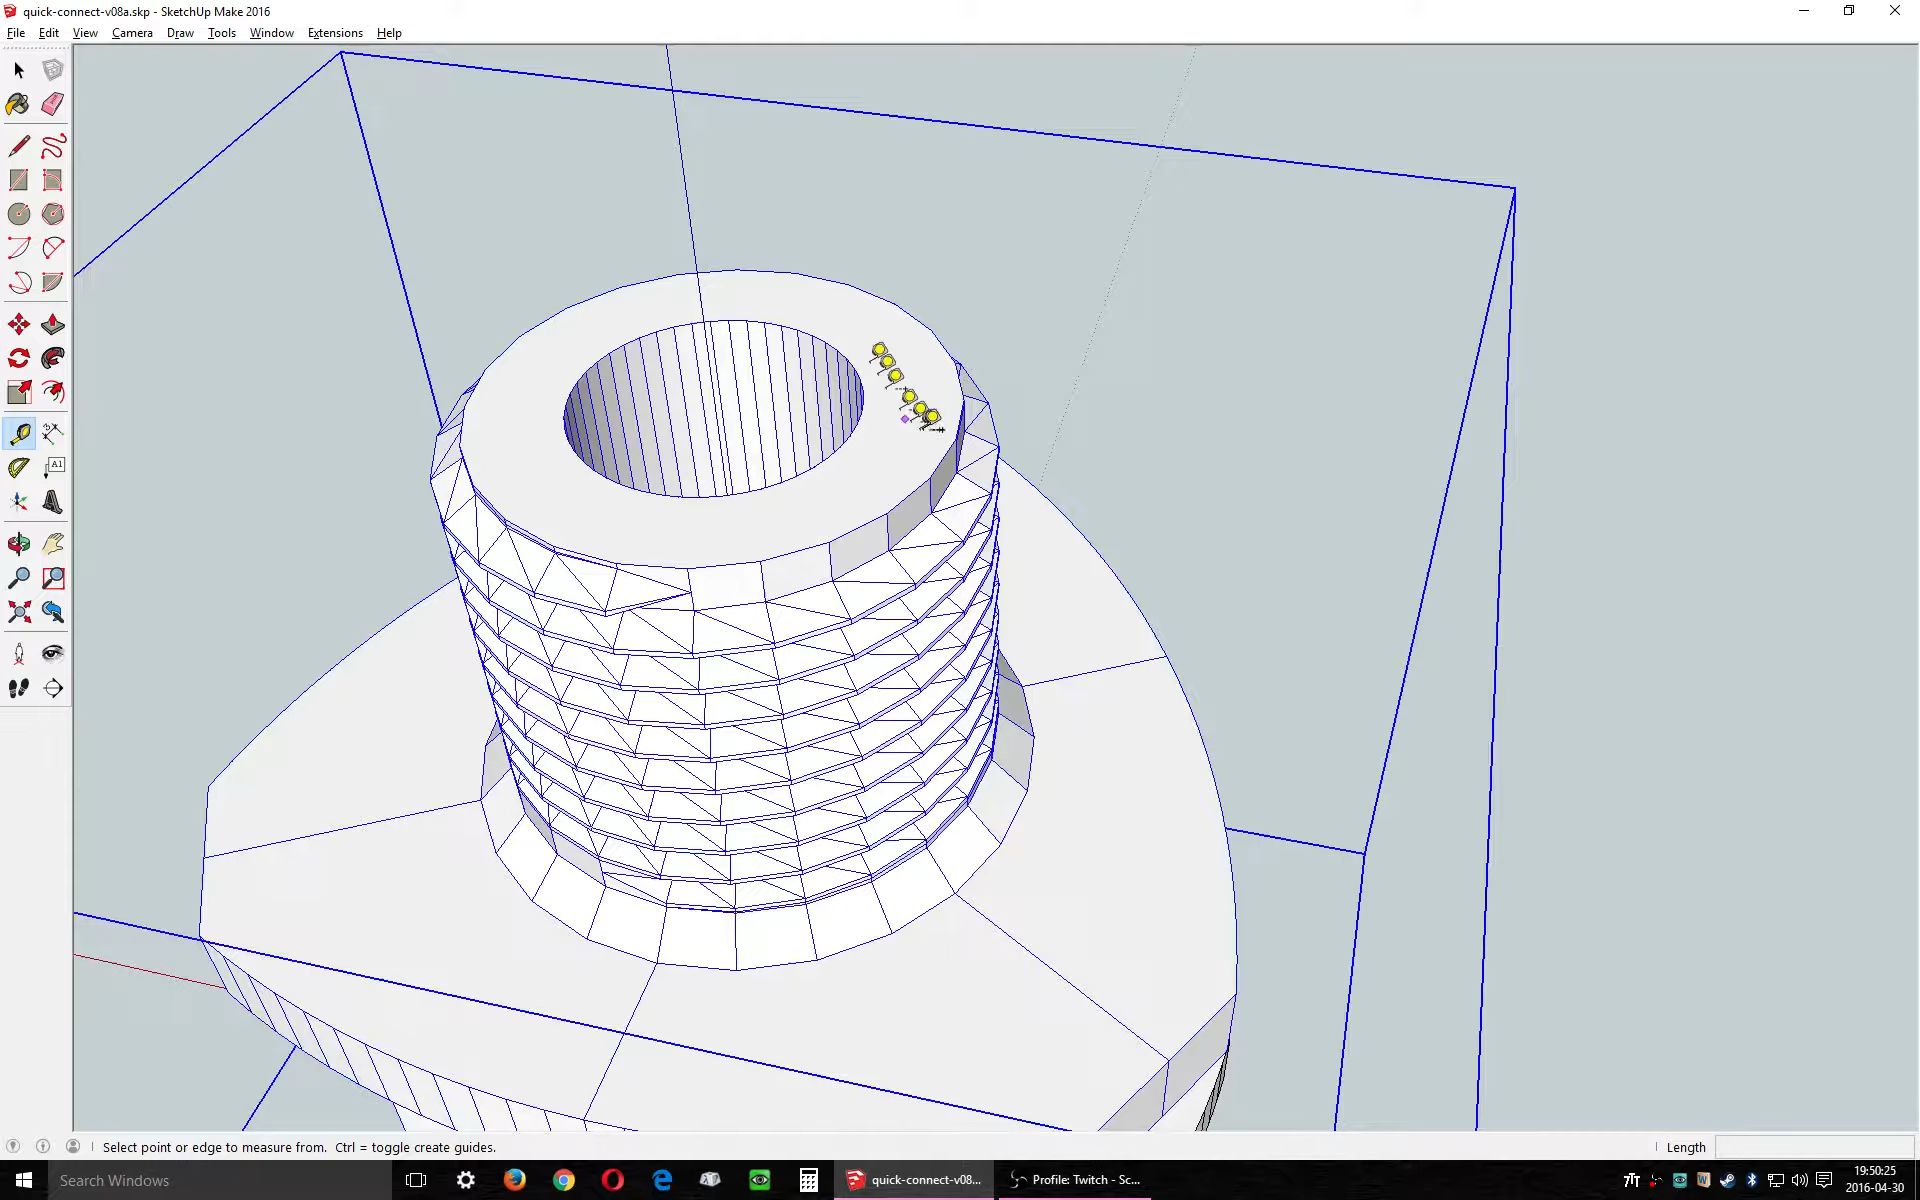 quick-connect-v08a.skp - SketchUp Make 2016
File Edit View Camera Draw Tools Window Extensions Help
A1
Select point or edge to measure from. Ctrl = toggle create guides.
Length
Search Windows
quick-connect-v08...
Profile: Twitch - Sc...
19:50:25
2016-04-30